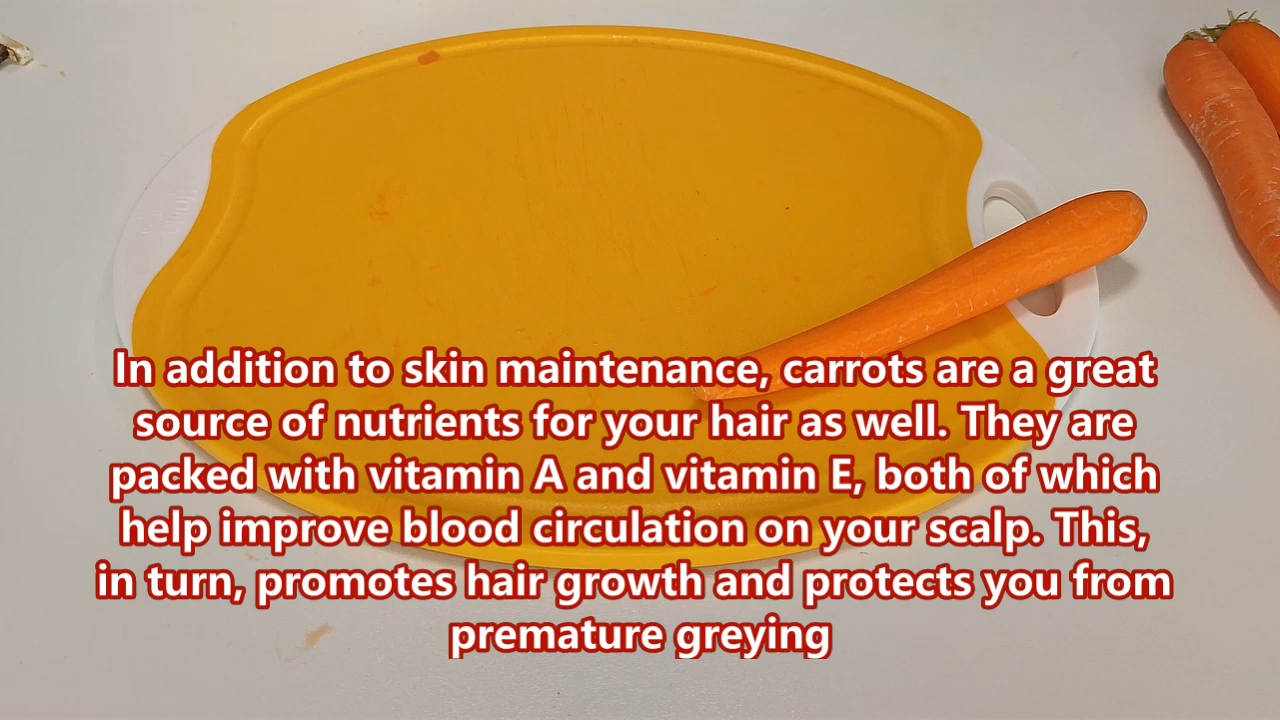 In addition to skin maintenance, carrots are a great
source of nutrients for your hair as well. They are
packed with vitamin A and vitamin E, both of which
help improve blood circulation on your scalp. This,
in turn, promotes hair growth and protects you from
premature greying